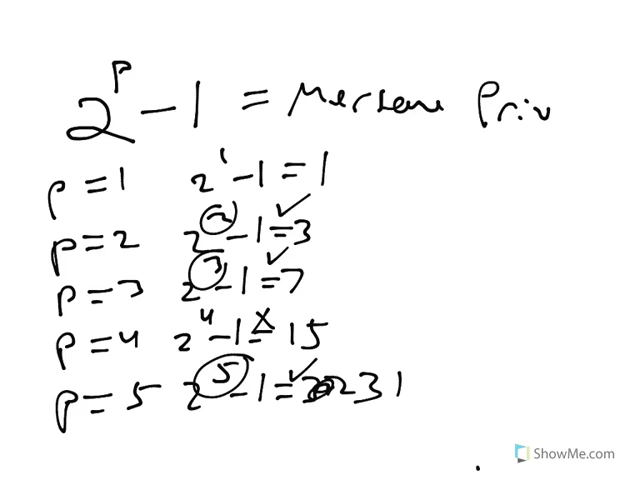 2^p - 1 = Mersene Prim
p = 1 2^1 - 1 = 1
p = 2 2^2 - 1 = 3 ✓
p = 3 2^3 - 1 = 7 ✓
p = 4 2^4 - 1 = 15 x
p = 5 2^5 - 1 = 31 ✓
ShowMe.com